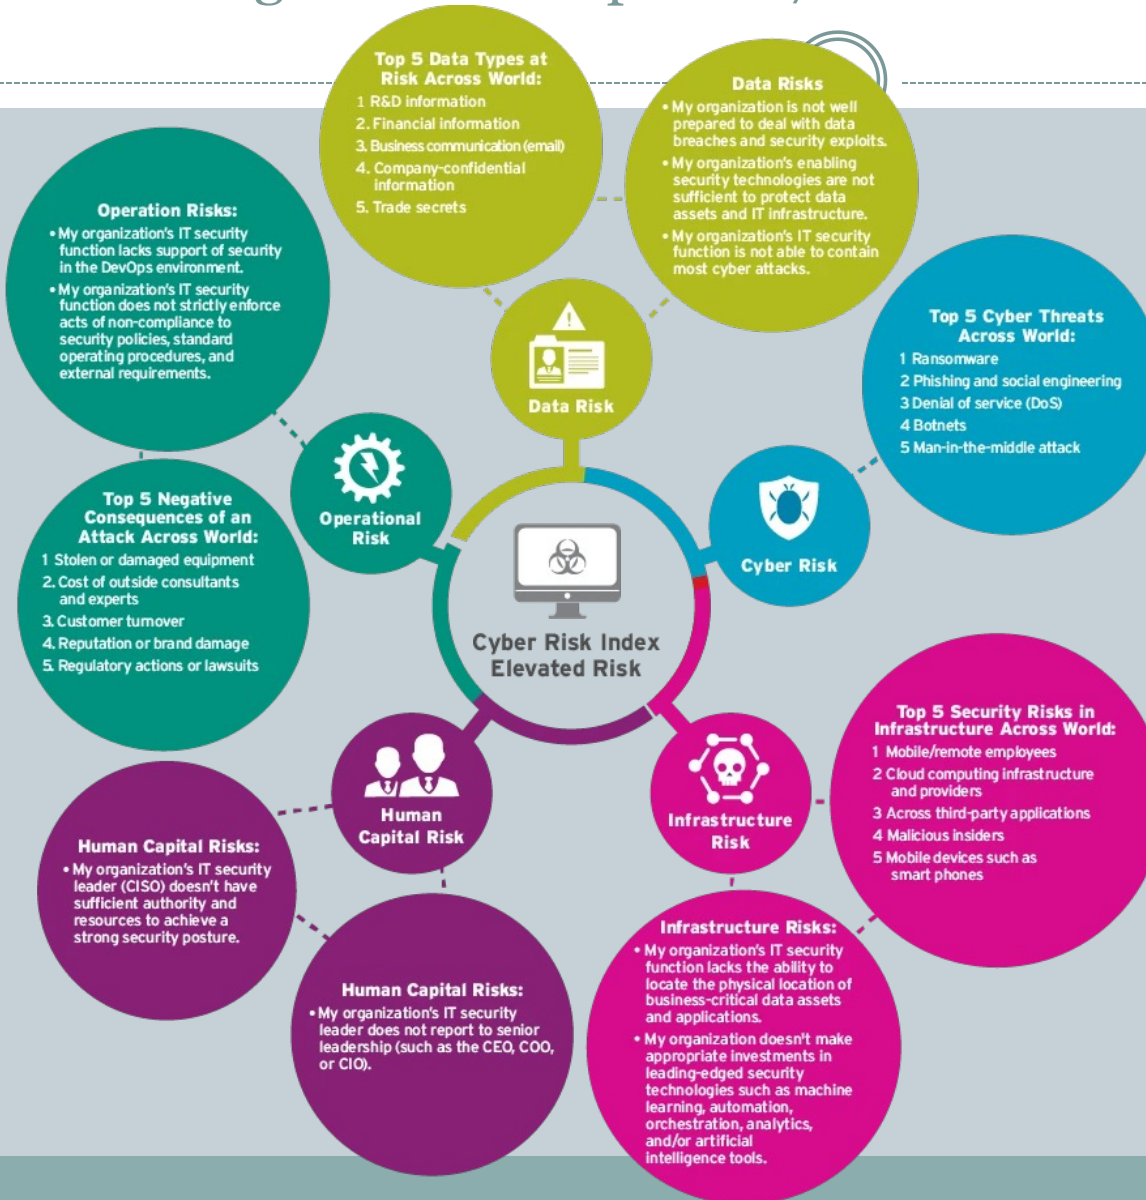 Top 5 Data Types at
Risk Across World:
1 R&D information
2. Financial information
3. Business communication (email)
4. Company-confidential
information
5. Trade secrets
Data Risks
• My organization is not well
prepared to deal with data
breaches and security exploits.
• My organization's enabling
security technologies are not
sufficient to protect data
assets and IT infrastructure.
• My organization's IT security
function is not able to contain
most cyber attacks.
Data Risk
Operation Risks:
• My organization's IT security
function lacks support of security
in the DevOps environment.
• My organization's IT security
function does not strictly enforce
acts of non-compliance to
security policies, standard
operating procedures, and
external requirements.
Top 5 Cyber Threats
Across World:
1 Ransomware
2 Phishing and social engineering
3 Denial of service (DoS)
4 Botnets
5 Man-in-the-middle attack
Operational
Risk
Cyber Risk
Top 5 Negative
Consequences of an
Attack Across World:
1 Stolen or damaged equipment
2. Cost of outside consultants
and experts
3. Customer turnover
4. Reputation or brand damage
5. Regulatory actions or lawsuits
Cyber Risk Index
Elevated Risk
Top 5 Security Risks in
Infrastructure Across World:
1 Mobile/remote employees
2 Cloud computing infrastructure
and providers
3 Across third-party applications
4 Malicious insiders
5 Mobile devices such as
smart phones
Human
Capital Risk
Infrastructure
Risk
Human Capital Risks:
• My organization's IT security
leader (CISO) doesn't have
sufficient authority and
resources to achieve a
strong security posture.
Human Capital Risks:
• My organization's IT security
leader does not report to senior
leadership (such as the CEO, COO,
or CIO).
Infrastructure Risks:
• My organization's IT security
function lacks the ability to
locate the physical location of
business-critical data assets
and applications.
• My organization doesn't make
appropriate investments in
leading-edged security
technologies such as machine
learning, automation,
orchestration, analytics,
and/or artificial
intelligence tools.